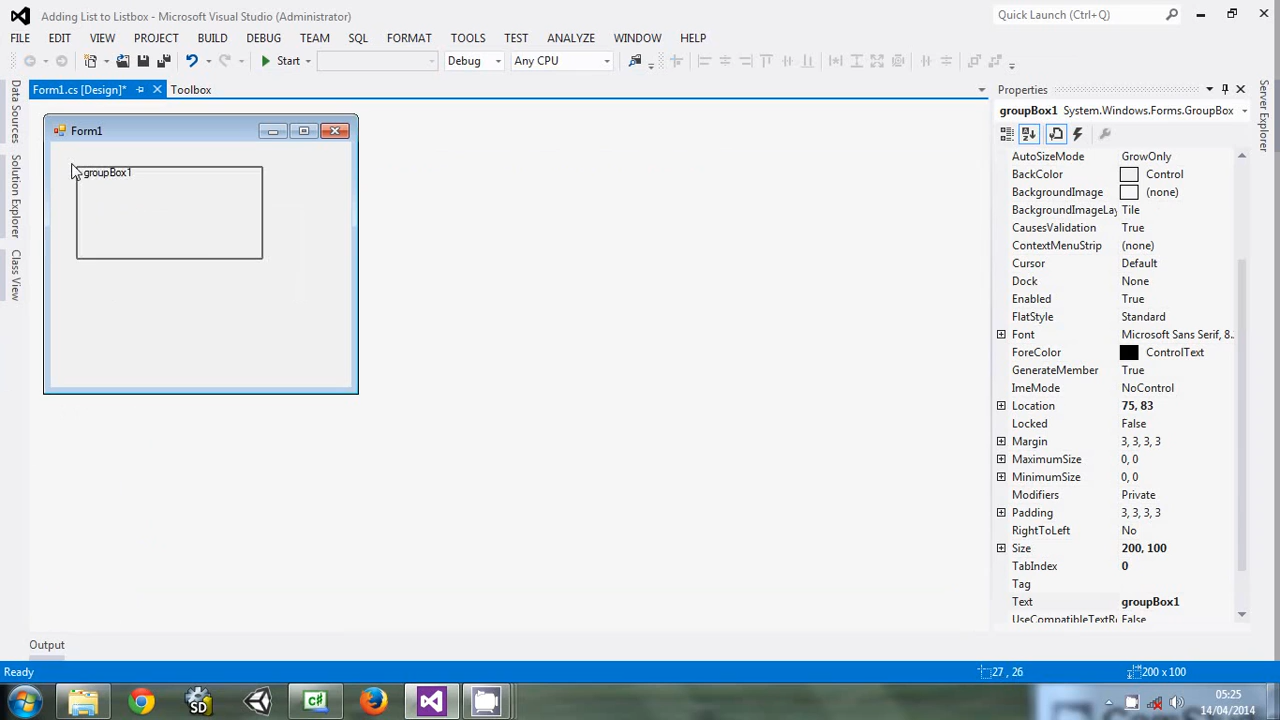 Adding List to Listbox - Microsoft Visual Studio (Administrator)
Quick Launch (Ctrl+Q)
FILE EDIT VIEW PROJECT BUILD DEBUG TEAM SQL FORMAT TOOLS TEST ANALYZE WINDOW HELP
Start Debug Any CPU
Form1.cs [Design]* Toolbox
Properties
Data Sources
Solution Explorer
Class View
Form1
groupBox1
groupBox1 System.Windows.Forms.GroupBox
AutoSizeMode GrowOnly
BackColor Control
BackgroundImage (none)
BackgroundImageLay Tile
CausesValidation True
ContextMenuStrip (none)
Cursor Default
Dock None
Enabled True
FlatStyle Standard
Font Microsoft Sans Serif, 8..
ForeColor ControlText
GenerateMember True
ImeMode NoControl
Location 75, 83
Locked False
Margin 3, 3, 3, 3
MaximumSize 0, 0
MinimumSize 0, 0
Modifiers Private
Padding 3, 3, 3, 3
RightToLeft No
Size 200, 100
TabIndex 0
Tag
Text groupBox1
UseCompatibleTextRe False
Server Explorer
Output
Ready 27 , 26 200 x 100
SD
C#
05:25
14/04/2014